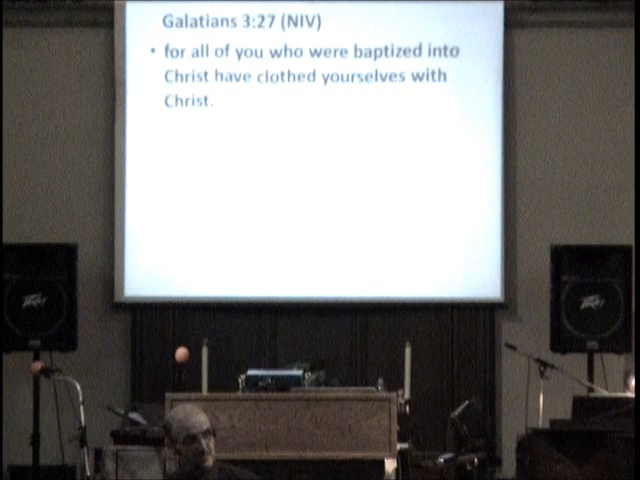 Galatians 3:27 (NIV)
• for all of you who were baptized into
Christ have clothed yourselves with
Christ.
PEAVEY
PEAVEY